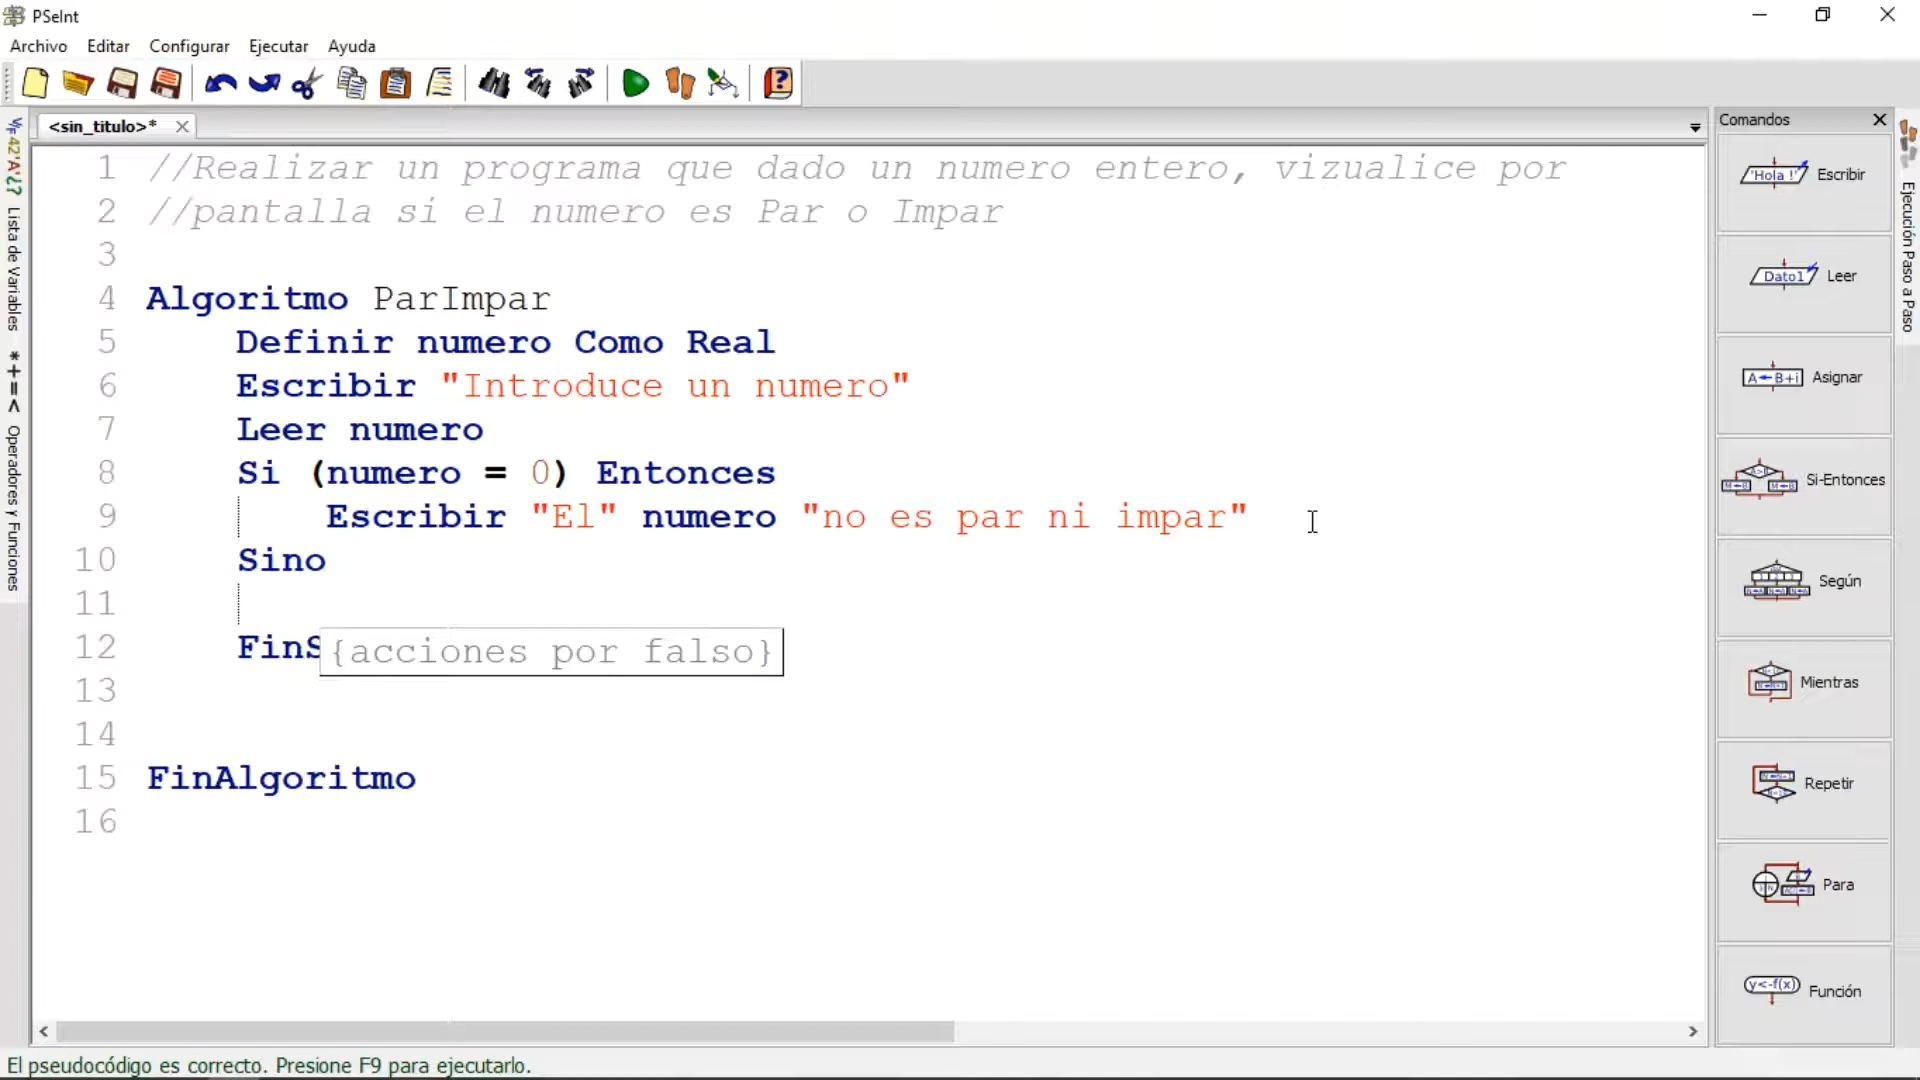 PSeInt
Archivo Editar Configurar Ejecutar Ayuda
<sin_titulo>*
Comandos
1 //Realizar un programa que dado un numero entero, vizualice por
2 //pantalla si el numero es Par o Impar
3
4 Algoritmo ParImpar
5 Definir numero Como Real
6 Escribir "Introduce un numero"
7 Leer numero
8 Si (numero = 0) Entonces
9 Escribir "El" numero "no es par ni impar"
10 Sino
11
12 FinS
{acciones por falso}
13
14
15 FinAlgoritmo
16
'Hola !' Escribir
Dato1 Leer
A←B+i Asignar
Si-Entonces
Según
Mientras
Repetir
Para
y<-f(x) Función
Lista de Variables
*+=< Operadores y Funciones
Ejecución Paso a Paso
El pseudocódigo es correcto. Presione F9 para ejecutarlo.